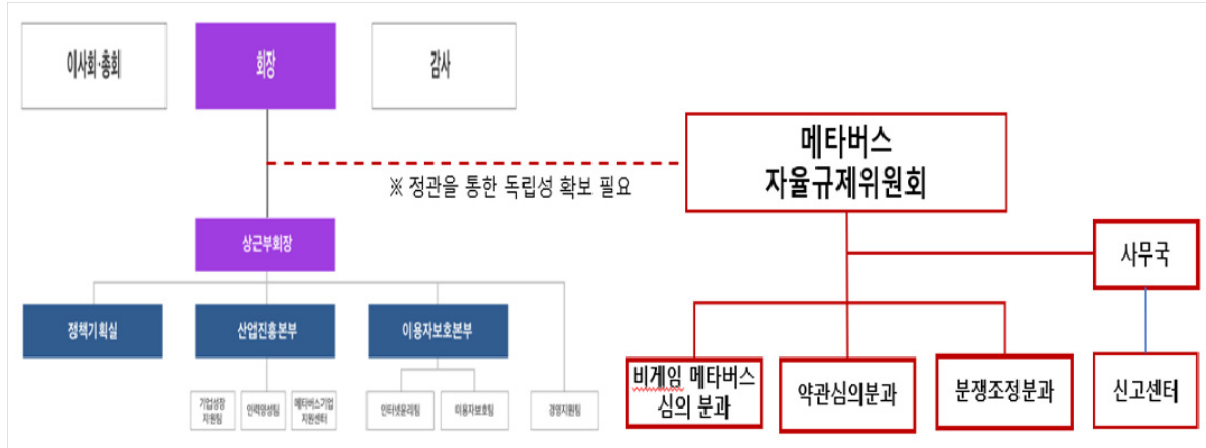 이사회·총회
회장
감사
메타버스
자율규제위원회
※ 정관을 통한 독립성 확보 필요
상근부회장
사무국
정책기획실
산업진흥본부
이용자보호본부
비게임 메타버스
심의 분과
약관심의분과
분쟁조정분과
신고센터
기업성장
지원팀
인력양성팀
메타버스기업
지원센터
인터넷윤리팀
이용자보호팀
경영지원팀